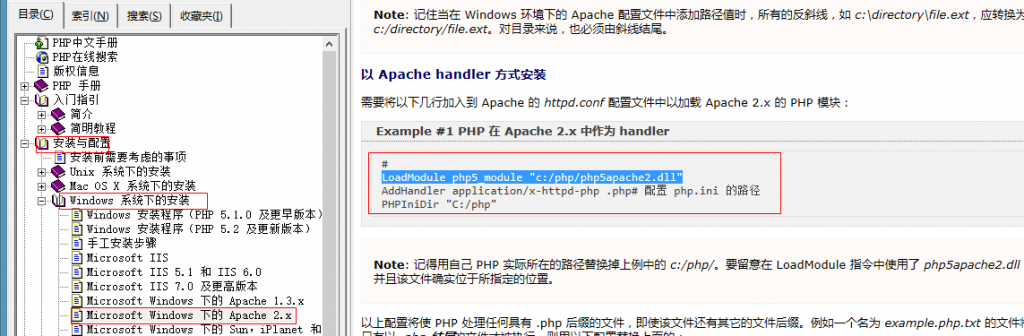 目录(C)
索引(N)
搜索(S)
收藏夹(I)
PHP中文手册
PHP在线搜索
版权信息
PHP 手册
入门指引
简介
简明教程
安装与配置
安装前需要考虑的事项
Unix 系统下的安装
Mac OS X 系统下的安装
Windows 系统下的安装
Windows 安装程序（PHP 5.1.0 及更早版本）
Windows 安装程序（PHP 5.2 及更新版本）
手工安装步骤
Microsoft IIS
Microsoft IIS 5.1 和 IIS 6.0
Microsoft IIS 7.0 及更高版本
Microsoft Windows 下的 Apache 1.3.x
Microsoft Windows 下的 Apache 2.x
Microsoft Windows 下的 Sun，iPlanet 和
Note: 记住当在 Windows 环境下的 Apache 配置文件中添加路径值时，所有的反斜线，如 c:\directory\file.ext，应转换为
c:/directory/file.ext。对目录来说，也必须由斜线结尾。
以 Apache handler 方式安装
需要将以下几行加入到 Apache 的 httpd.conf 配置文件中以加载 Apache 2.x 的 PHP 模块：
Example #1 PHP 在 Apache 2.x 中作为 handler
#
LoadModule php5_module "c:/php/php5apache2.dll"
AddHandler application/x-httpd-php .php# 配置 php.ini 的路径
PHPIniDir "C:/php"
Note: 记得用自己 PHP 实际所在的路径替换掉上例中的 c:/php/。要留意在 LoadModule 指令中使用了 php5apache2.dll
并且该文件确实位于所指定的位置。
以上配置将使 PHP 处理任何具有 .php 后缀的文件，即使该文件还有其它的文件后缀。例如一个名为 example.php.txt 的文件